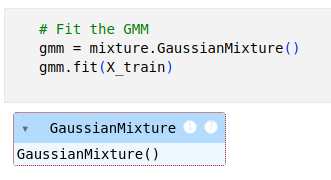 # Fit the GMM
gmm = mixture.GaussianMixture()
gmm.fit(X_train)
▾ GaussianMixture i ?
GaussianMixture()